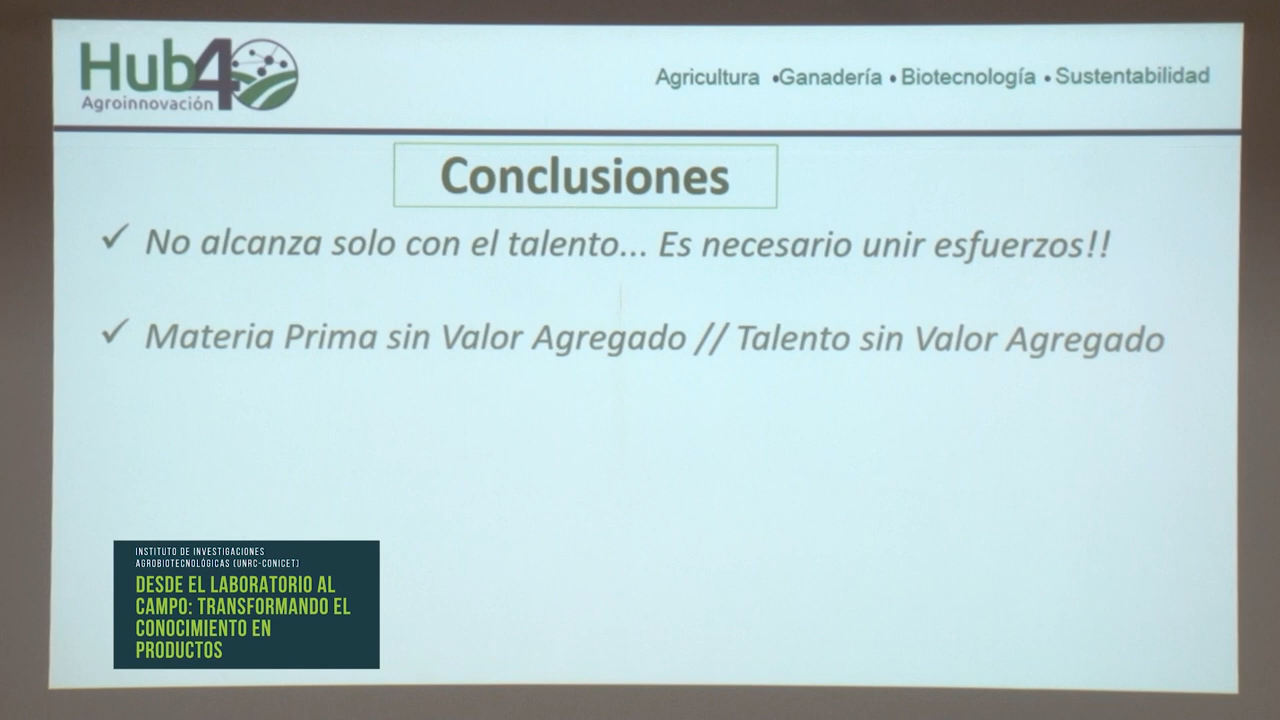 Hub40
Agroinnovación
Agricultura •Ganadería • Biotecnología • Sustentabilidad
Conclusiones
✓ No alcanza solo con el talento... Es necesario unir esfuerzos!!
✓ Materia Prima sin Valor Agregado // Talento sin Valor Agregado
INSTITUTO DE INVESTIGACIONES
AGROBIOTECNOLÓGICAS (UNRC-CONICET)
DESDE EL LABORATORIO AL
CAMPO: TRANSFORMANDO EL
CONOCIMIENTO EN
PRODUCTOS